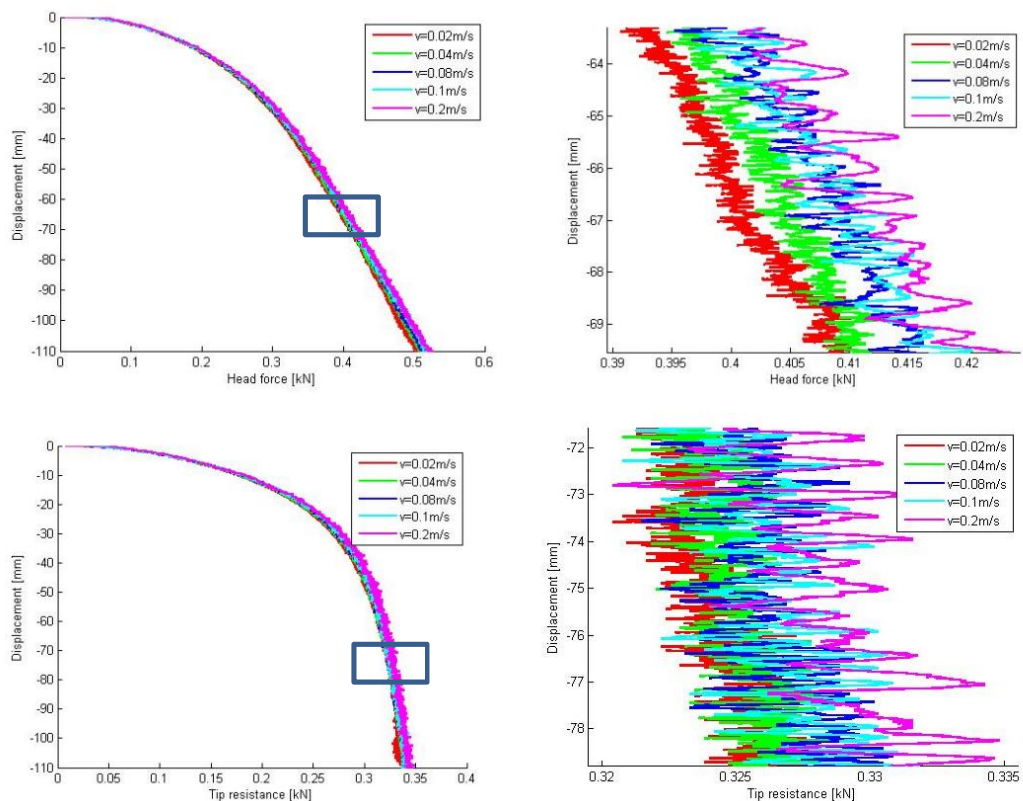 0
-10
-20
-30
-40
-50
-60
-70
-80
-90
-100
-110
Displacement [mm]
0 0.1 0.2 0.3 0.4 0.5 0.6
Head force [kN]
v=0.02m/s
v=0.04m/s
v=0.08m/s
v=0.1m/s
v=0.2m/s
-64
-65
-66
-67
-68
-69
Displacement [mm]
0.39 0.395 0.4 0.405 0.41 0.415 0.42
Head force [kN]
v=0.02m/s
v=0.04m/s
v=0.08m/s
v=0.1m/s
v=0.2m/s
0
-10
-20
-30
-40
-50
-60
-70
-80
-90
-100
-110
Displacement [mm]
0 0.05 0.1 0.15 0.2 0.25 0.3 0.35 0.4
Tip resistance [kN]
v=0.02m/s
v=0.04m/s
v=0.08m/s
v=0.1m/s
v=0.2m/s
-72
-73
-74
-75
-76
-77
-78
Displacement [mm]
0.32 0.325 0.33 0.335
Tip resistance [kN]
v=0.02m/s
v=0.04m/s
v=0.08m/s
v=0.1m/s
v=0.2m/s